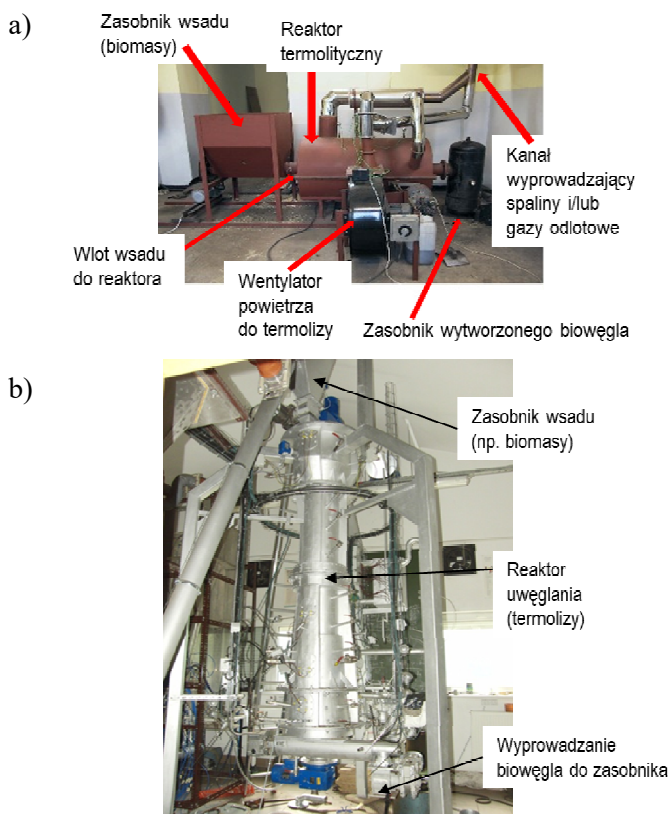 a)
Zasobnik wsadu
(biomasy)
Reaktor
termolityczny
Kanał
wyprowadzający
spaliny i/lub
gazy odlotowe
Wlot wsadu
do reaktora
Wentylator
powietrza
do termolizy
Zasobnik wytworzonego biowęgla
b)
Zasobnik wsadu
(np. biomasy)
Reaktor
uwęglania
(termolizy)
Wyprowadzanie
biowęgla do zasobnika